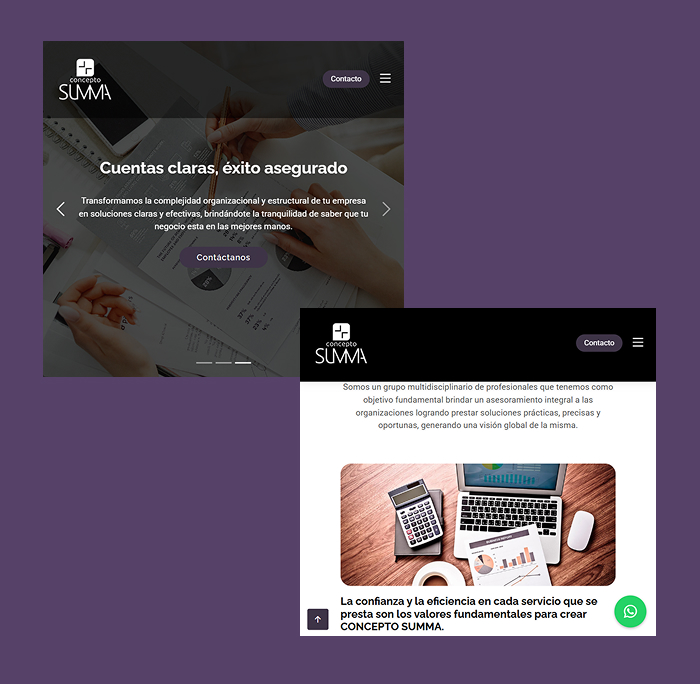 concepto
SUMMA
Contacto
Cuentas claras, éxito asegurado
Transformamos la complejidad organizacional y estructural de tu empresa
en soluciones claras y efectivas, brindándote la tranquilidad de saber que tu
negocio esta en las mejores manos.
Contáctanos
37%
23%
concepto
SUMMA
Contacto
Somos un grupo multidisciplinario de profesionales que tenemos como
objetivo fundamental brindar un asesoramiento integral a las
organizaciones logrando prestar soluciones prácticas, precisas y
oportunas, generando una visión global de la misma.
BUSINESS REPORT
La confianza y la eficiencia en cada servicio que se
presta son los valores fundamentales para crear
CONCEPTO SUMMA.